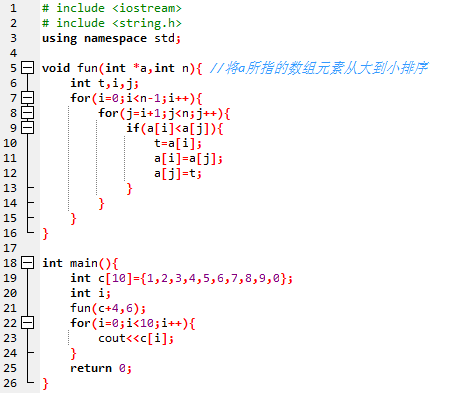 1 # include <iostream>
2 # include <string.h>
3 using namespace std;
4
5 void fun(int *a,int n){ //将a所指的数组元素从大到小排序
6 int t,i,j;
7 for(i=0;i<n-1;i++){
8 for(j=i+1;j<n;j++){
9 if(a[i]<a[j]){
10 t=a[i];
11 a[i]=a[j];
12 a[j]=t;
13 }
14 }
15 }
16 }
17
18 int main(){
19 int c[10]={1,2,3,4,5,6,7,8,9,0};
20 int i;
21 fun(c+4,6);
22 for(i=0;i<10;i++){
23 cout<<c[i];
24 }
25 return 0;
26 }